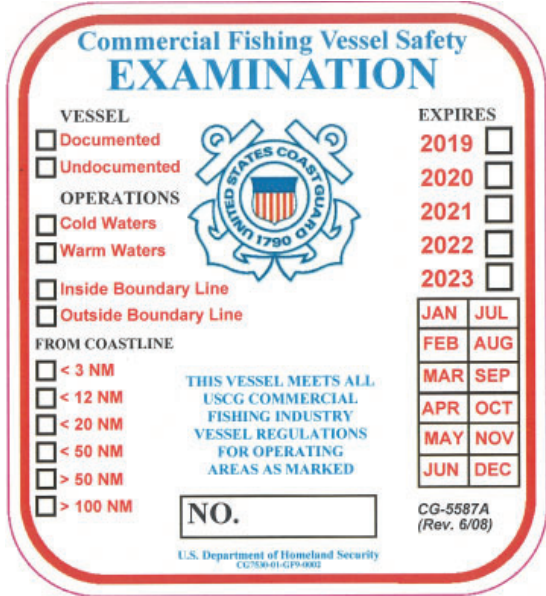 Commercial Fishing Vessel Safety
EXAMINATION
VESSEL
Documented
Undocumented
OPERATIONS
Cold Waters
Warm Waters
Inside Boundary Line
Outside Boundary Line
FROM COASTLINE
< 3 NM
< 12 NM
< 20 NM
< 50 NM
> 50 NM
> 100 NM
UNITED STATES COAST GUARD
1790
THIS VESSEL MEETS ALL
USCG COMMERCIAL
FISHING INDUSTRY
VESSEL REGULATIONS
FOR OPERATING
AREAS AS MARKED
NO.
EXPIRES
2019
2020
2021
2022
2023
JAN JUL
FEB AUG
MAR SEP
APR OCT
MAY NOV
JUN DEC
CG-5587A
(Rev. 6/08)
U.S. Department of Homeland Security
CG7530-01-GF9-0002